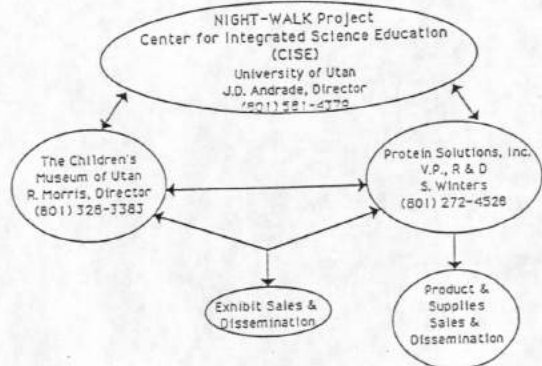 NIGHT-WALK Project
Center for Integrated Science Education
(CISE)
University of Utah
J.D. Andrade, Director
(801) 581-4379
The Children's
Museum of Utah
R. Morris, Director
(801) 328-3383
Protein Solutions, Inc.
V.P., R & D
S. Winters
(801) 272-4528
Exhibit Sales &
Dissemination
Product &
Supplies
Sales &
Dissemination